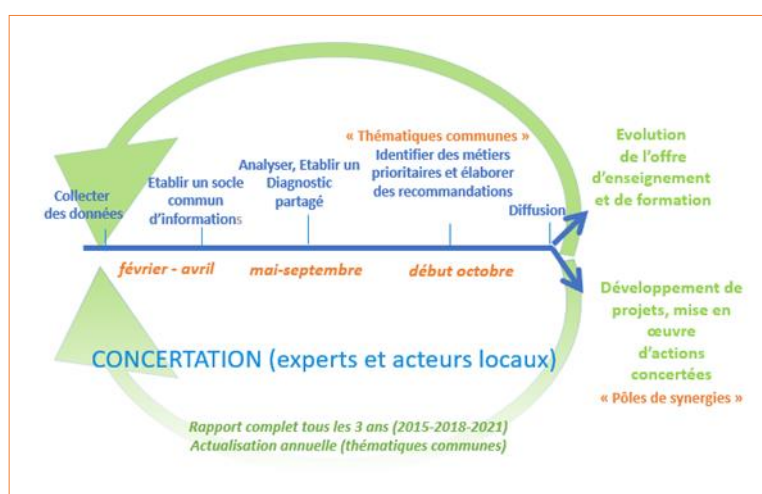 « Thématiques communes »
Identifier des métiers
prioritaires et élaborer
des recommandations
Analyser, Etablir un
Diagnostic
partagé
Etablir un socle
commun
d'informations
Collecter
des données
Diffusion
février - avril
mai-septembre
début octobre
Evolution
de l'offre
d'enseignement
et de formation
Développement de
projets, mise en
œuvre
d'actions
concertées
« Pôles de synergies »
CONCERTATION (experts et acteurs locaux)
Rapport complet tous les 3 ans (2015-2018-2021)
Actualisation annuelle (thématiques communes)